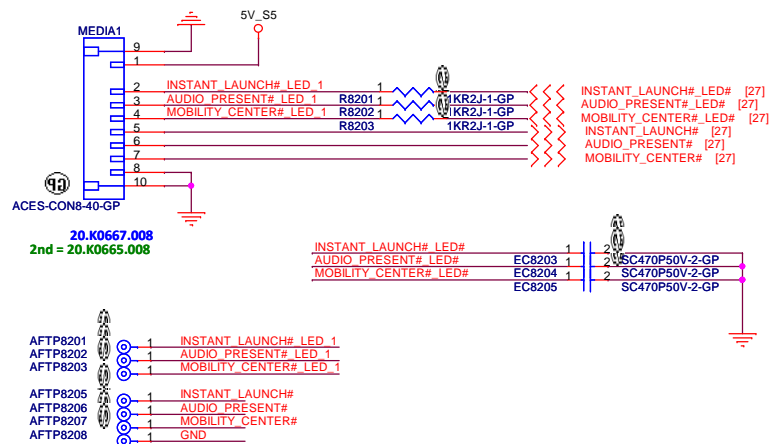 5V_S5
MEDIA1
9
1
2 INSTANT_LAUNCH#_LED_1 1 INSTANT_LAUNCH#_LED# [27]
3 AUDIO_PRESENT#_LED_1 R8201 1 1KR2J-1-GP AUDIO_PRESENT#_LED# [27]
4 MOBILITY_CENTER#_LED_1 R8202 1 1KR2J-1-GP MOBILITY_CENTER#_LED# [27]
5 R8203 1KR2J-1-GP INSTANT_LAUNCH# [27]
6 AUDIO_PRESENT# [27]
7 MOBILITY_CENTER# [27]
8
10
ACES-CON8-40-GP
20.K0667.008
2nd = 20.K0665.008
INSTANT_LAUNCH#_LED# 1 2
AUDIO_PRESENT#_LED# EC8203 1 2 SC470P50V-2-GP
MOBILITY_CENTER#_LED# EC8204 1 2 SC470P50V-2-GP
EC8205 SC470P50V-2-GP
AFTP8201 1 INSTANT_LAUNCH#_LED_1
AFTP8202 1 AUDIO_PRESENT#_LED_1
AFTP8203 1 MOBILITY_CENTER#_LED_1
AFTP8205 1 INSTANT_LAUNCH#
AFTP8206 1 AUDIO_PRESENT#
AFTP8207 1 MOBILITY_CENTER#
AFTP8208 1 GND